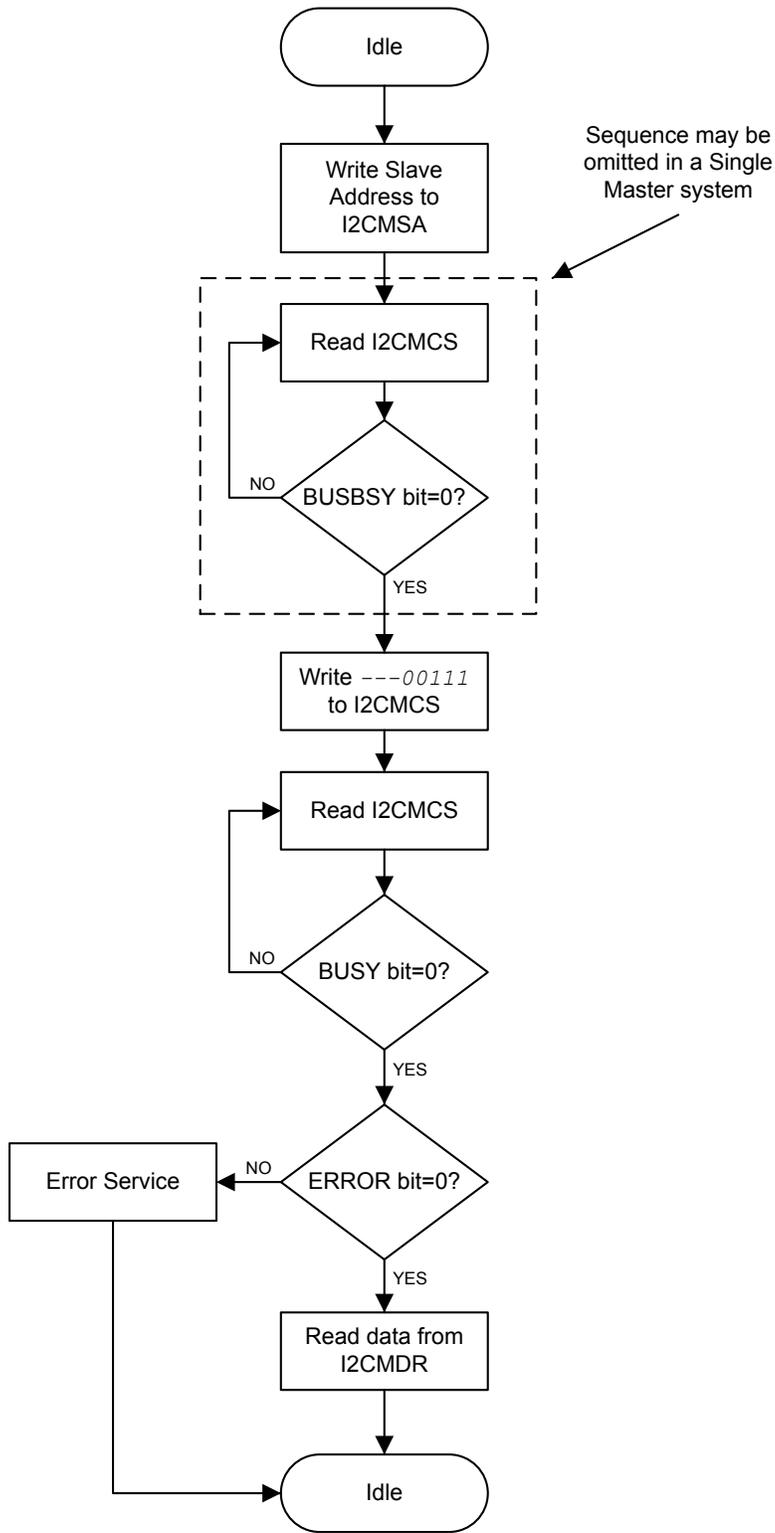 Idle
Write Slave
Address to
I2CMSA
Sequence may be
omitted in a Single
Master system
Read I2CMCS
BUSBSY bit=0?
NO
YES
Write ---00111
to I2CMCS
Read I2CMCS
BUSY bit=0?
NO
YES
ERROR bit=0?
NO
Error Service
YES
Read data from
I2CMDR
Idle